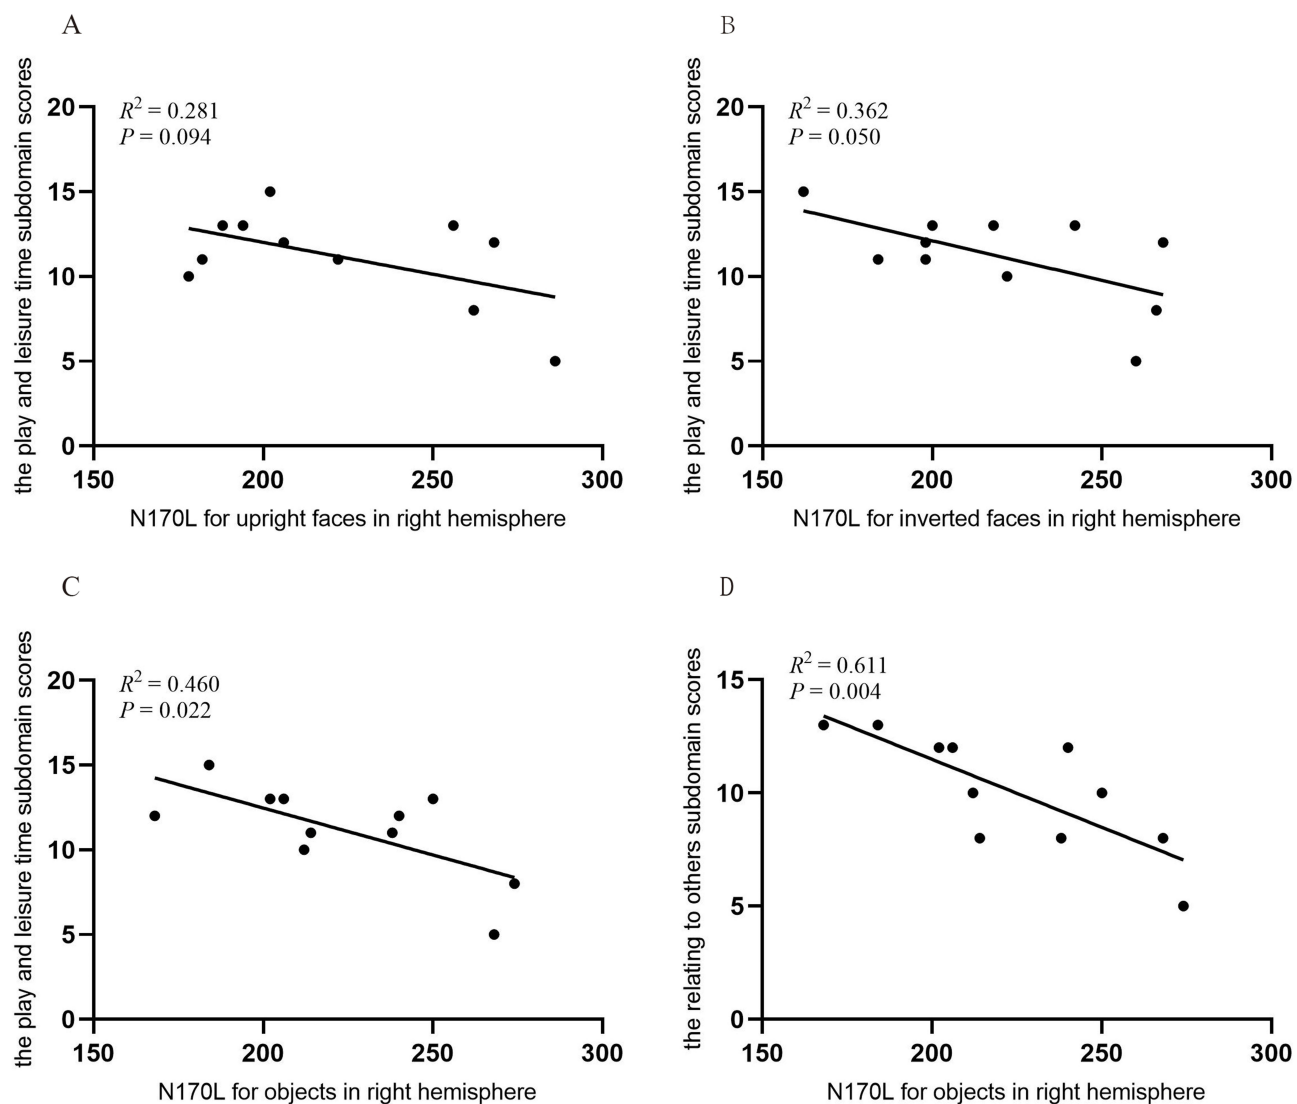 A
the play and leisure time subdomain scores
R² = 0.281
P = 0.094
20
15
10
5
0
150 200 250 300
N170L for upright faces in right hemisphere
B
the play and leisure time subdomain scores
R² = 0.362
P = 0.050
20
15
10
5
0
150 200 250 300
N170L for inverted faces in right hemisphere
C
the play and leisure time subdomain scores
R² = 0.460
P = 0.022
20
15
10
5
0
150 200 250 300
N170L for objects in right hemisphere
D
the relating to others subdomain scores
R² = 0.611
P = 0.004
15
10
5
0
150 200 250 300
N170L for objects in right hemisphere